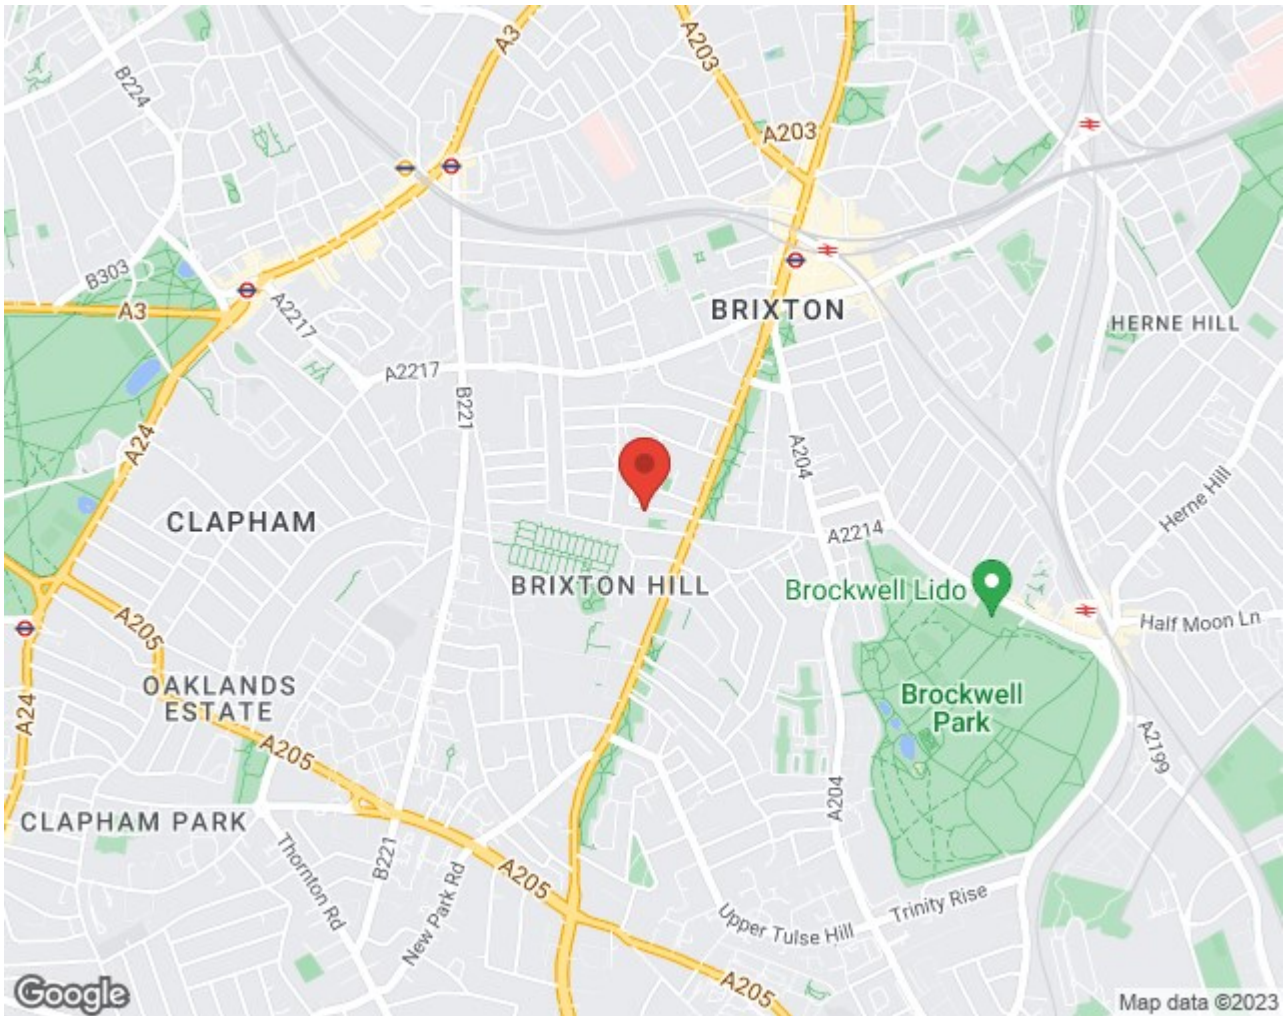 A3
A203
B224
A203
B303
A3
A2217
BRIXTON
HERNE HILL
A2217
B221
A24
A204
Herne Hill
CLAPHAM
A2214
BRIXTON HILL
Brockwell Lido
A205
Half Moon Ln
OAKLANDS
ESTATE
Brockwell
Park
A24
A205
A2199
A204
CLAPHAM PARK
Thornton Rd
B221
New Park Rd
A205
Trinity Rise
Upper Tulse Hill
A205
Google
Map data ©2023